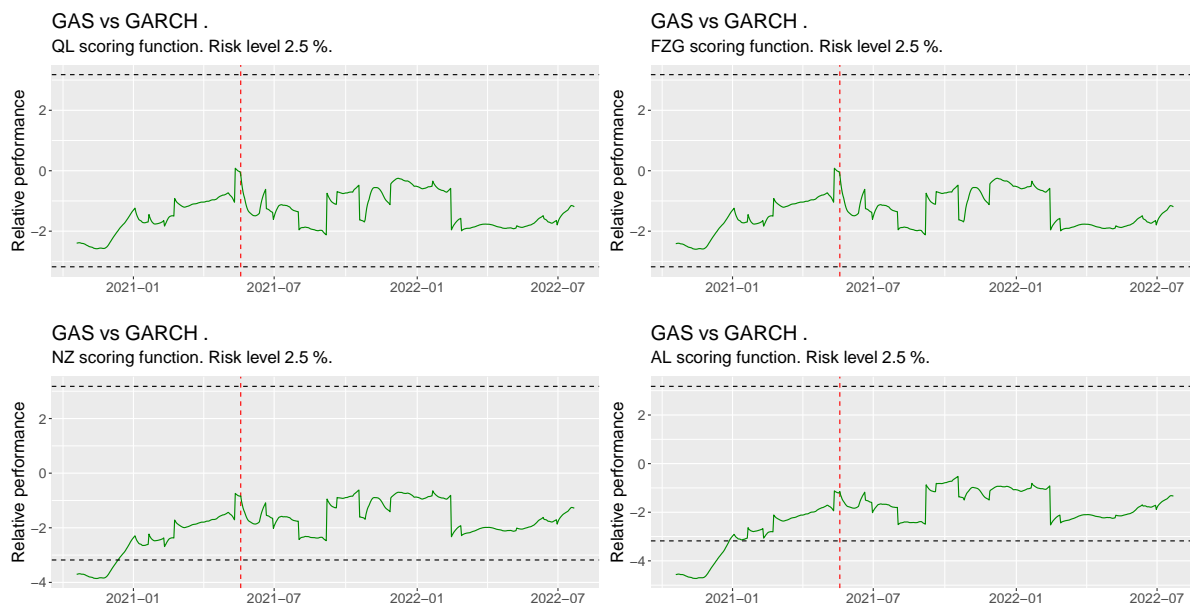 GAS vs GARCH .
QL scoring function. Risk level 2.5 %.
Relative performance
2
0
−2
2021−01
2021−07
2022−01
2022−07
GAS vs GARCH .
FZG scoring function. Risk level 2.5 %.
Relative performance
2
0
−2
2021−01
2021−07
2022−01
2022−07
GAS vs GARCH .
NZ scoring function. Risk level 2.5 %.
Relative performance
2
0
−2
−4
2021−01
2021−07
2022−01
2022−07
GAS vs GARCH .
AL scoring function. Risk level 2.5 %.
Relative performance
2
0
−2
−4
2021−01
2021−07
2022−01
2022−07